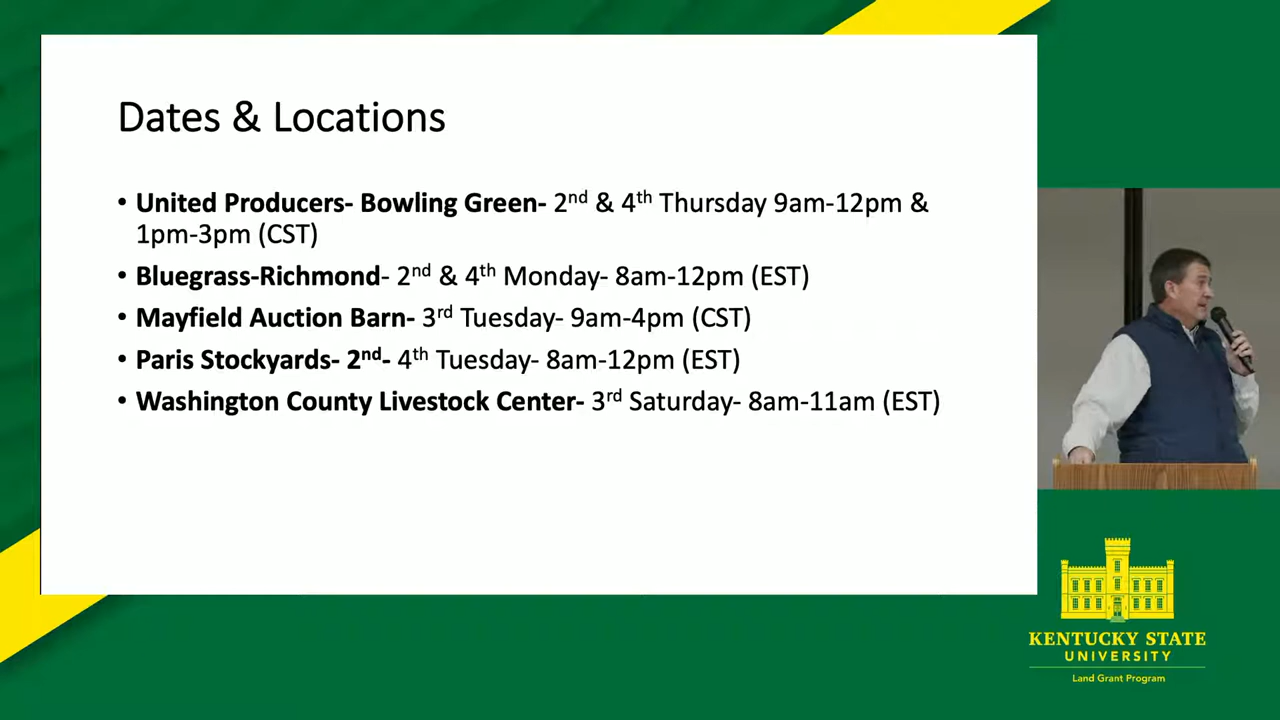 Dates & Locations
• United Producers- Bowling Green- 2nd & 4th Thursday 9am-12pm &
1pm-3pm (CST)
• Bluegrass-Richmond- 2nd & 4th Monday- 8am-12pm (EST)
• Mayfield Auction Barn- 3rd Tuesday- 9am-4pm (CST)
• Paris Stockyards- 2nd- 4th Tuesday- 8am-12pm (EST)
• Washington County Livestock Center- 3rd Saturday- 8am-11am (EST)
KENTUCKY STATE
UNIVERSITY
Land Grant Program